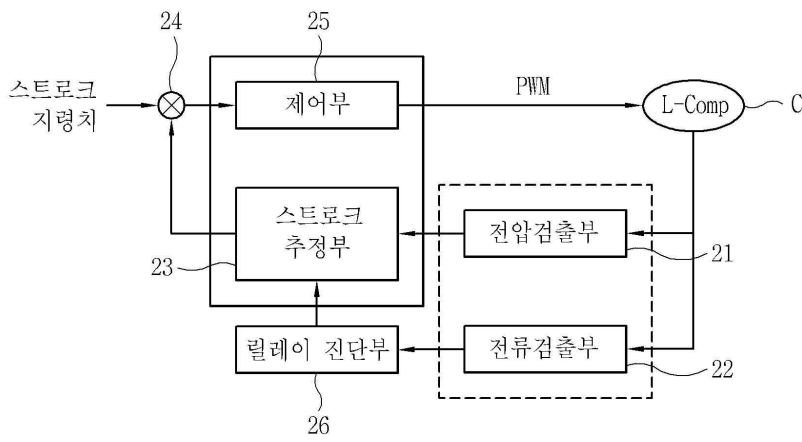 24
25
스트로크
지령치
제어부
PWM
L-Comp
C
스트로크
추정부
23
전압검출부
21
릴레이 진단부
전류검출부
22
26